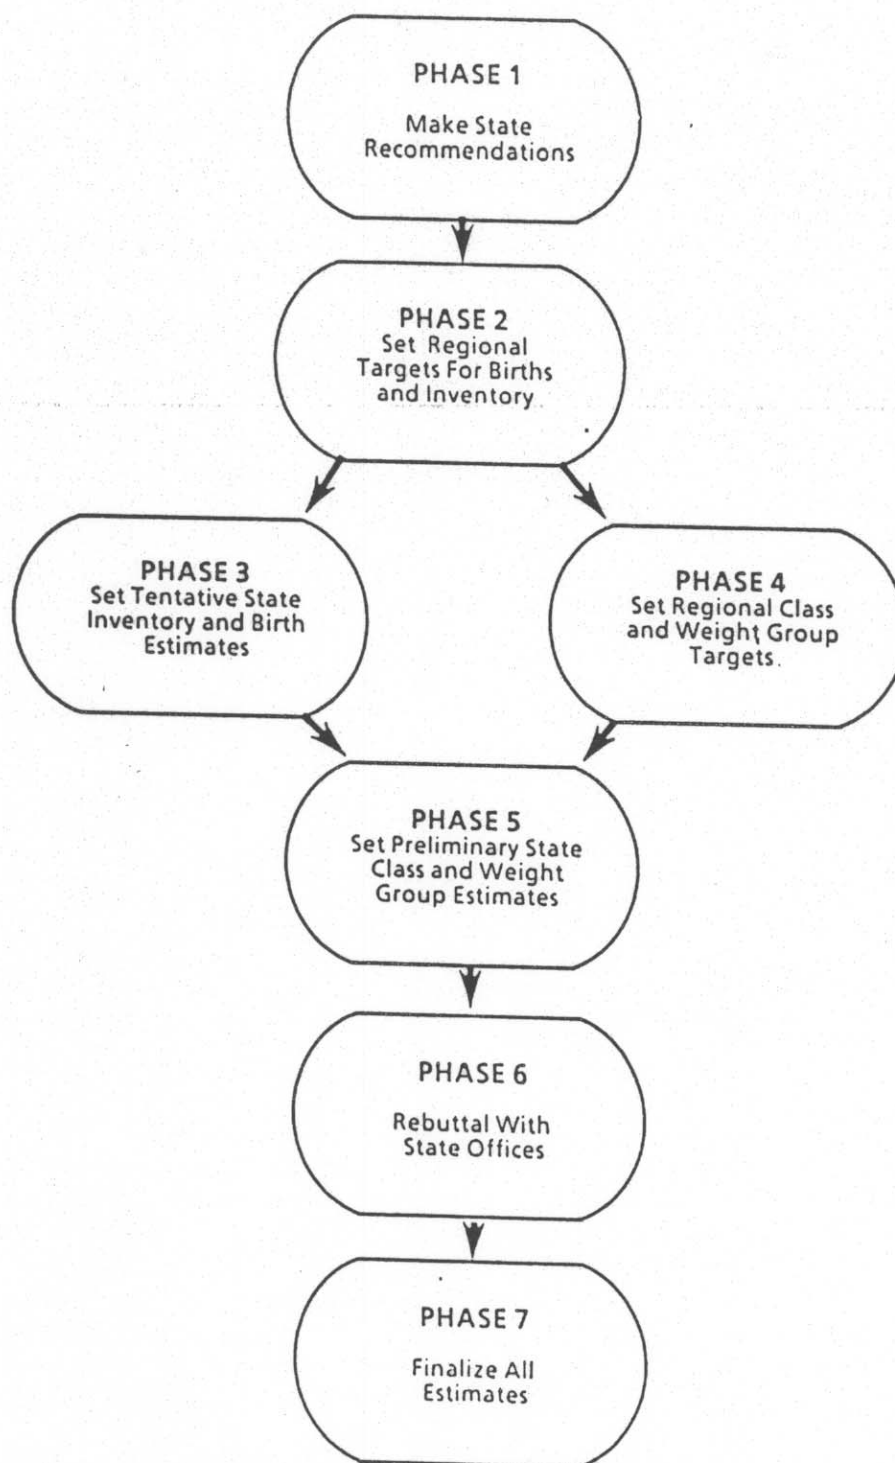 PHASE 1
Make State
Recommendations
PHASE 2
Set Regional
Targets For Births
and Inventory
PHASE 3
Set Tentative State
Inventory and Birth
Estimates
PHASE 4
Set Regional Class
and Weight Group
Targets.
PHASE 5
Set Preliminary State
Class and Weight
Group Estimates
PHASE 6
Rebuttal With
State Offices
PHASE 7
Finalize All
Estimates